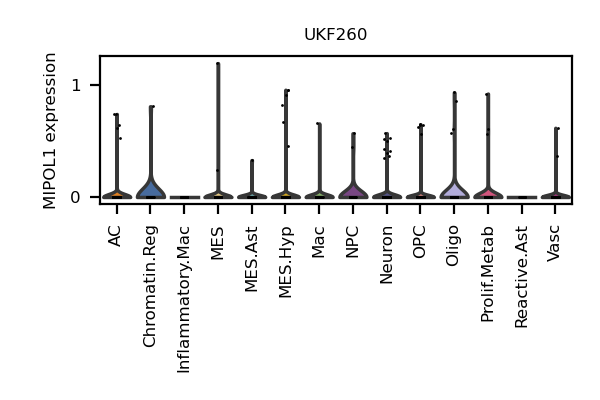 UKF260
MIPOL1 expression
1
0
AC
Chromatin.Reg
Inflammatory.Mac
MES
MES.Ast
MES.Hyp
Mac
NPC
Neuron
OPC
Oligo
Prolif.Metab
Reactive.Ast
Vasc